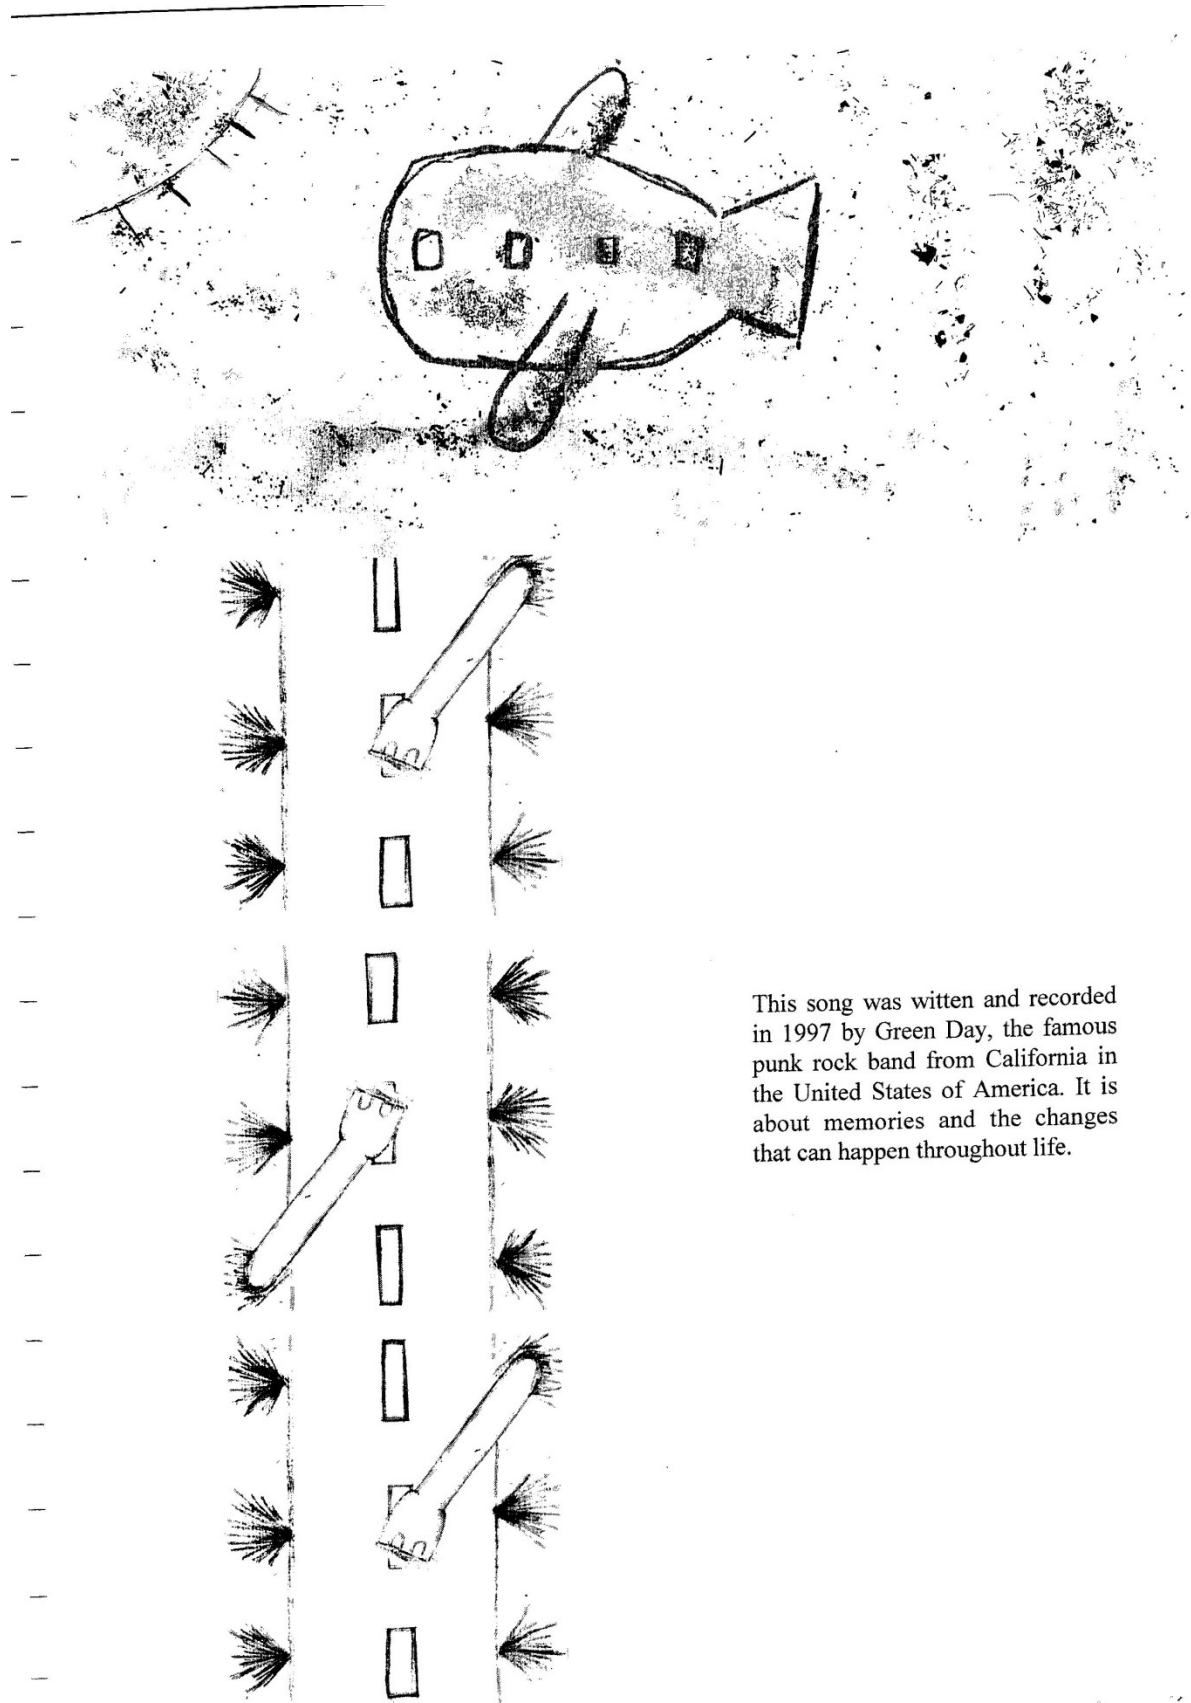 This song was witten and recorded
in 1997 by Green Day, the famous
punk rock band from California in
the United States of America. It is
about memories and the changes
that can happen throughout life.